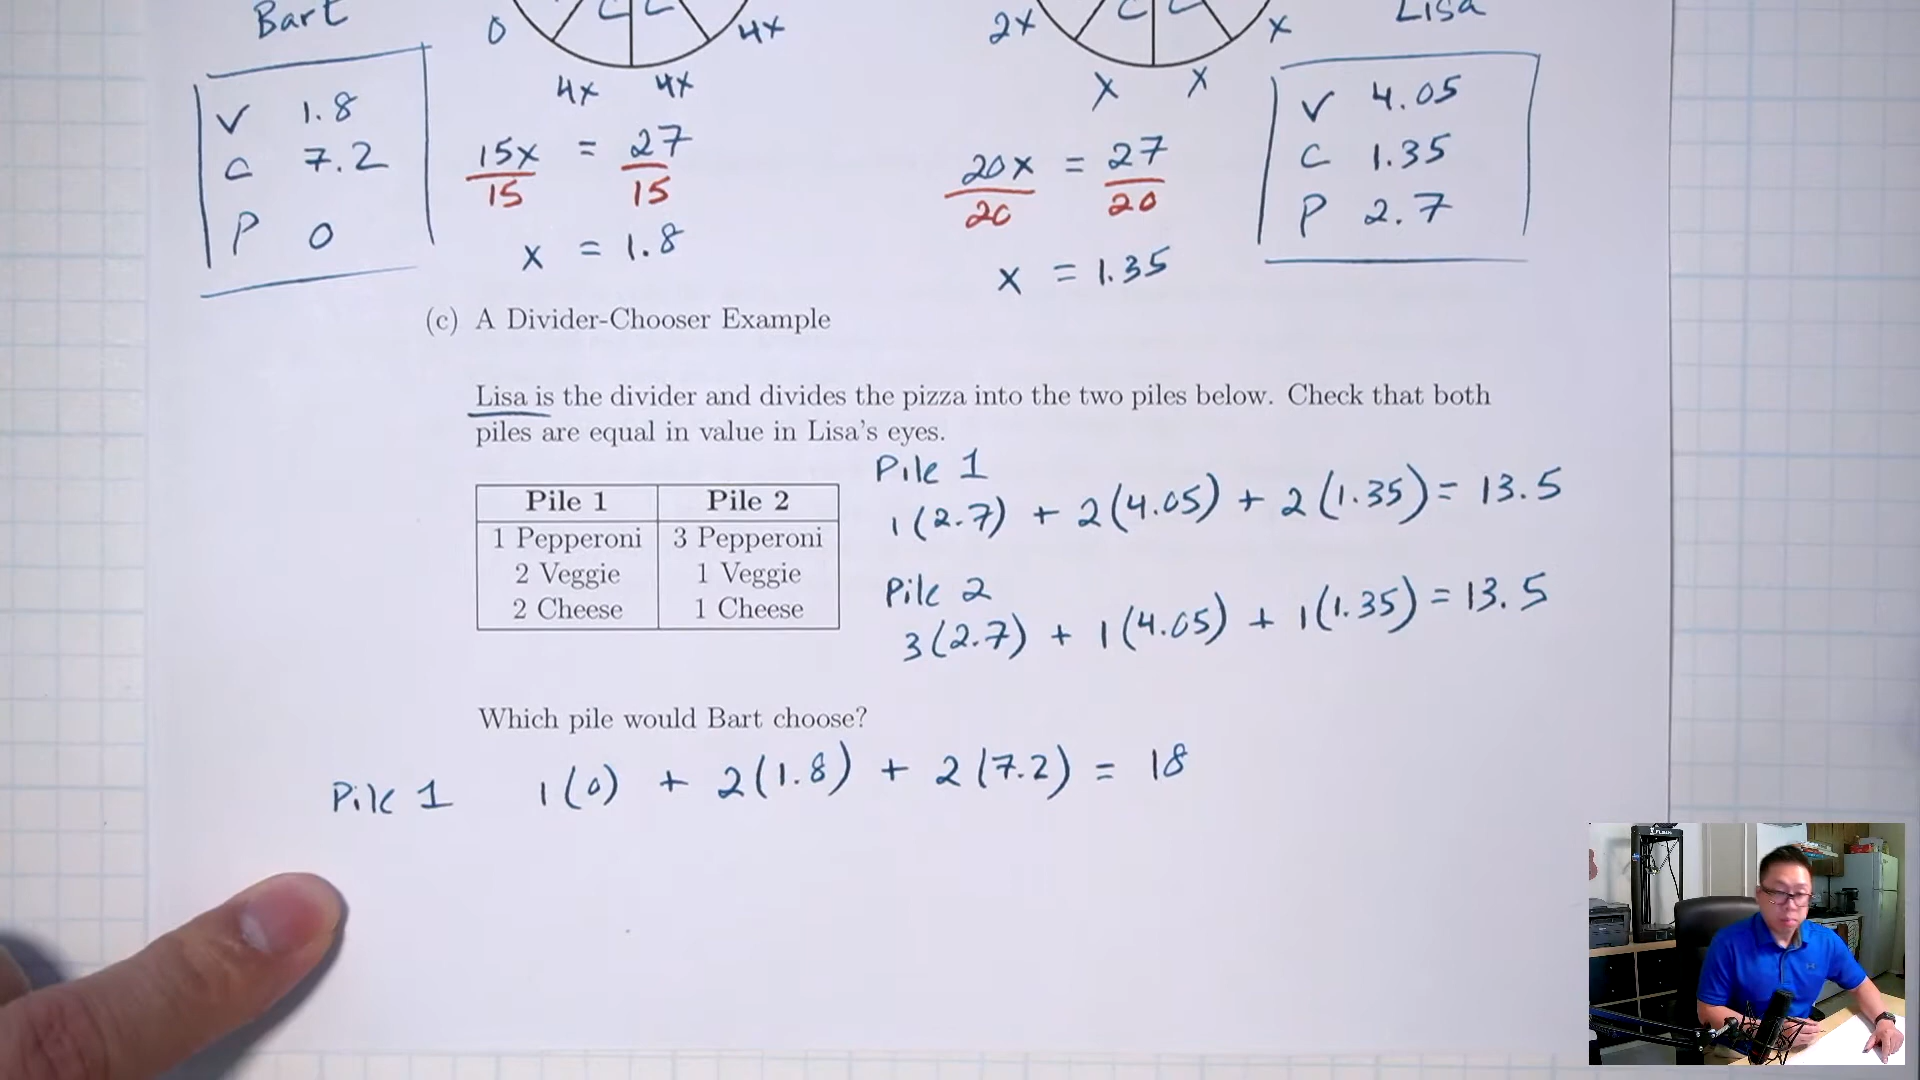 Bart
0
C C
4x
2x
C C
x
Lisa
4x 4x
x x
V 1.8
C 7.2
P 0
15x = 27
15 15
x = 1.8
20x = 27
20 20
x = 1.35
V 4.05
C 1.35
P 2.7
(c) A Divider-Chooser Example
Lisa is the divider and divides the pizza into the two piles below. Check that both
piles are equal in value in Lisa's eyes.
Pile 1 Pile 2
1 Pepperoni 3 Pepperoni
2 Veggie 1 Veggie
2 Cheese 1 Cheese
Pile 1
1(2.7) + 2(4.05) + 2(1.35) = 13.5
Pile 2
3(2.7) + 1(4.05) + 1(1.35) = 13.5
Which pile would Bart choose?
Pile 1 1(0) + 2(1.8) + 2(7.2) = 18